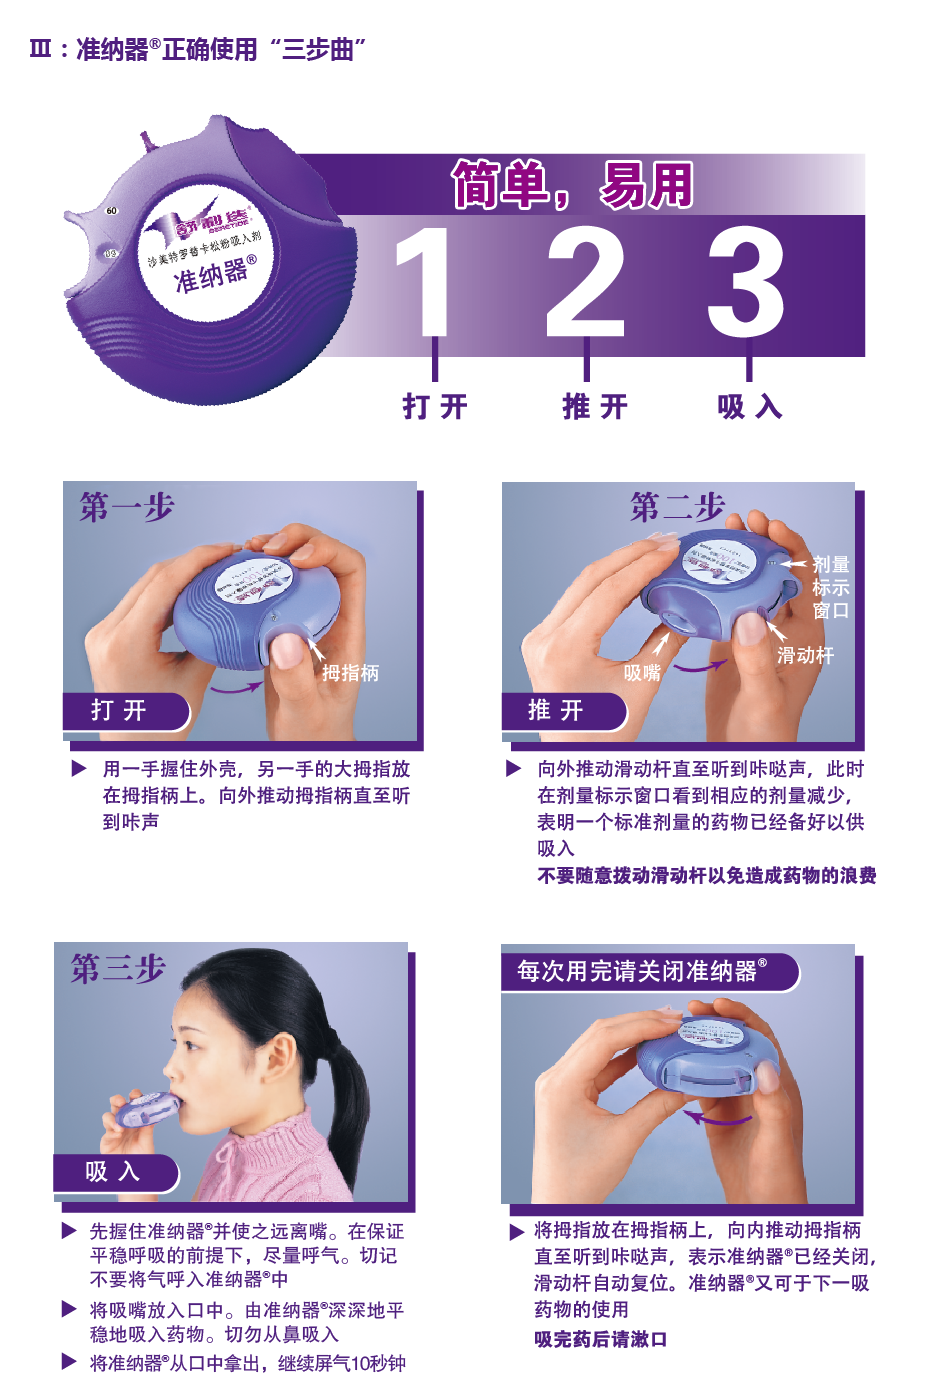 Ⅲ：准纳器®正确使用“三步曲”
简单，易用
60
舒利迭®
SERETIDE
沙美特罗替卡松粉吸入剂
准纳器®
1 2 3
打开 推开 吸入
第一步
拇指柄
打开
▶ 用一手握住外壳，另一手的大拇指放
在拇指柄上。向外推动拇指柄直至听
到咔声
第二步
剂量
标示
窗口
滑动杆
吸嘴
推开
▶ 向外推动滑动杆直至听到咔哒声，此时
在剂量标示窗口看到相应的剂量减少，
表明一个标准剂量的药物已经备好以供
吸入
不要随意拨动滑动杆以免造成药物的浪费
第三步
吸入
▶ 先握住准纳器®并使之远离嘴。在保证
平稳呼吸的前提下，尽量呼气。切记
不要将气呼入准纳器®中
▶ 将吸嘴放入口中。由准纳器®深深地平
稳地吸入药物。切勿从鼻吸入
▶ 将准纳器®从口中拿出，继续屏气10秒钟
每次用完请关闭准纳器®
▶ 将拇指放在拇指柄上，向内推动拇指柄
直至听到咔哒声，表示准纳器®已经关闭，
滑动杆自动复位。准纳器®又可于下一吸
药物的使用
吸完药后请漱口